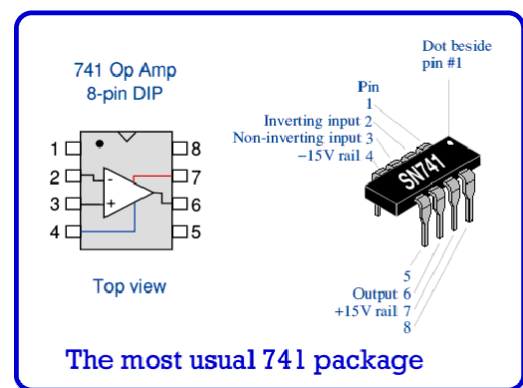 741 Op Amp
8-pin DIP
1
8
2
-
7
3
+
6
4
5
Top view
Dot beside
pin #1
Pin
1
Inverting input 2
Non-inverting input 3
−15V rail 4
SN741
5
Output 6
+15V rail 7
8
The most usual 741 package